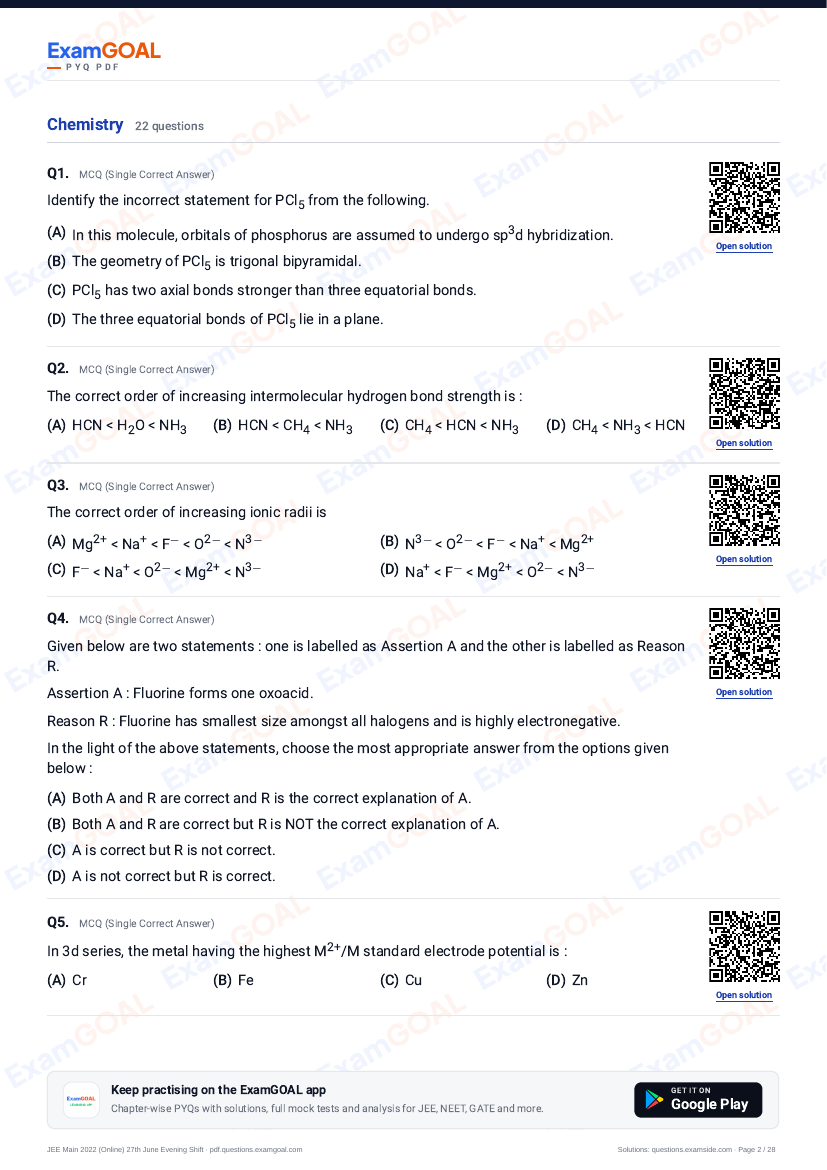 ExamGOAL
PYQ PDF
Chemistry 22 questions
Q1. MCQ (Single Correct Answer)
Identify the incorrect statement for PCl₅ from the following.
(A) In this molecule, orbitals of phosphorus are assumed to undergo sp³d hybridization.
(B) The geometry of PCl₅ is trigonal bipyramidal.
(C) PCl₅ has two axial bonds stronger than three equatorial bonds.
(D) The three equatorial bonds of PCl₅ lie in a plane.
Open solution
Q2. MCQ (Single Correct Answer)
The correct order of increasing intermolecular hydrogen bond strength is :
(A) HCN < H₂O < NH₃ (B) HCN < CH₄ < NH₃ (C) CH₄ < HCN < NH₃ (D) CH₄ < NH₃ < HCN
Open solution
Q3. MCQ (Single Correct Answer)
The correct order of increasing ionic radii is
(A) Mg²⁺ < Na⁺ < F⁻ < O²⁻ < N³⁻ (B) N³⁻ < O²⁻ < F⁻ < Na⁺ < Mg²⁺
(C) F⁻ < Na⁺ < O²⁻ < Mg²⁺ < N³⁻ (D) Na⁺ < F⁻ < Mg²⁺ < O²⁻ < N³⁻
Open solution
Q4. MCQ (Single Correct Answer)
Given below are two statements : one is labelled as Assertion A and the other is labelled as Reason
R.
Assertion A : Fluorine forms one oxoacid.
Reason R : Fluorine has smallest size amongst all halogens and is highly electronegative.
In the light of the above statements, choose the most appropriate answer from the options given
below :
(A) Both A and R are correct and R is the correct explanation of A.
(B) Both A and R are correct but R is NOT the correct explanation of A.
(C) A is correct but R is not correct.
(D) A is not correct but R is correct.
Open solution
Q5. MCQ (Single Correct Answer)
In 3d series, the metal having the highest M²⁺/M standard electrode potential is :
(A) Cr (B) Fe (C) Cu (D) Zn
Open solution
Keep practising on the ExamGOAL app
Chapter-wise PYQs with solutions, full mock tests and analysis for JEE, NEET, GATE and more.
GET IT ON
Google Play
JEE Main 2022 (Online) 27th June Evening Shift · pdf.questions.examgoal.com
Solutions: questions.examside.com · Page 2 / 28